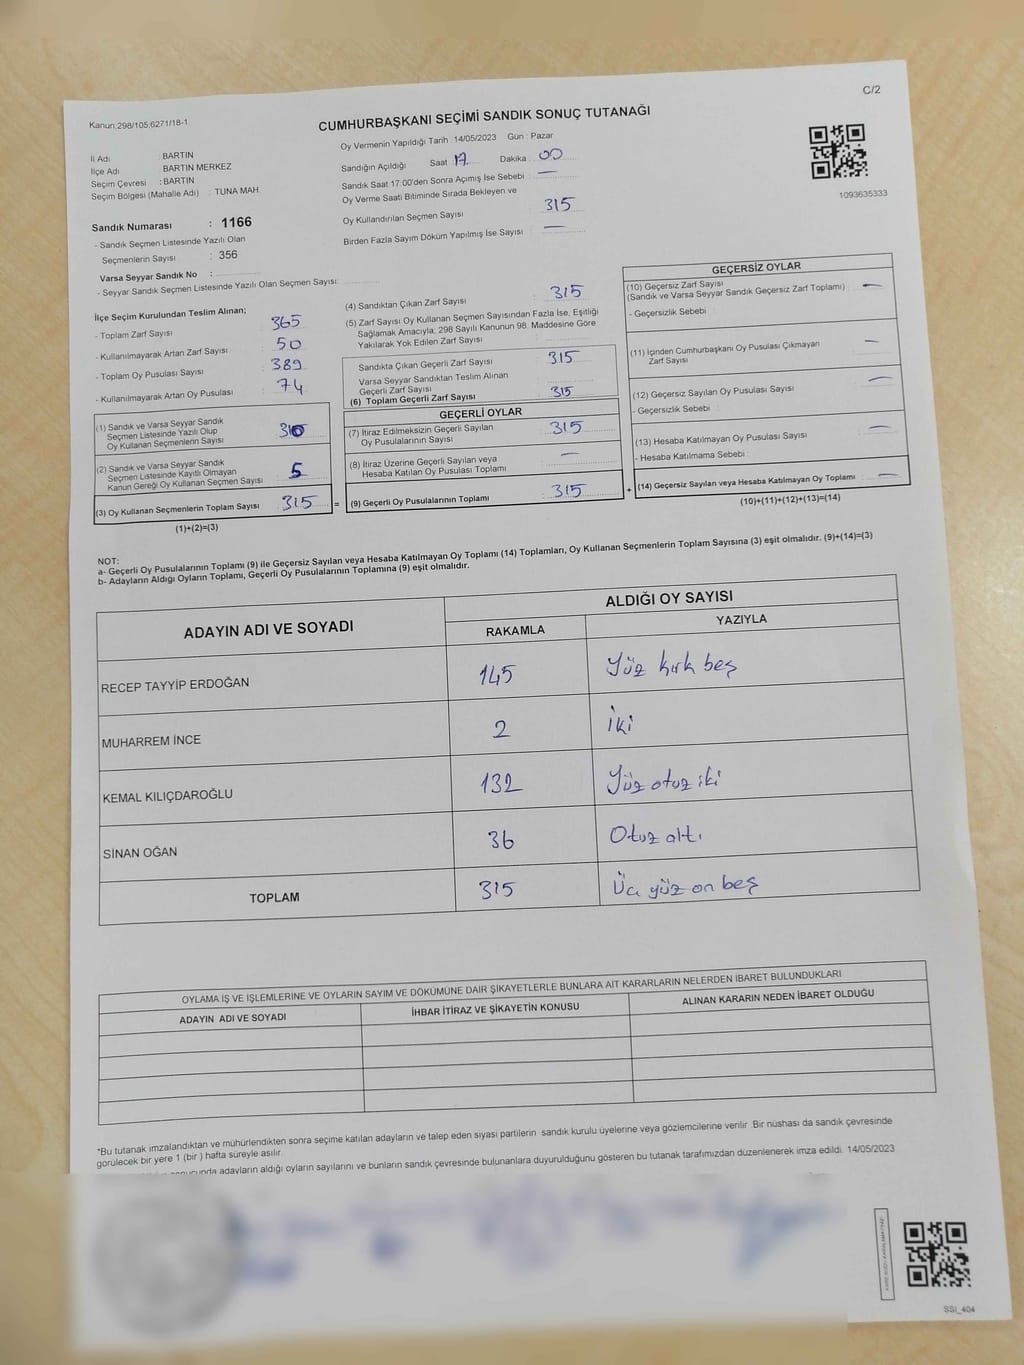 C/2
Kanun:298/105,6271/18-1
CUMHURBAŞKANI SEÇİMİ SANDIK SONUÇ TUTANAĞI
İl Adı : BARTIN
İlçe Adı BARTIN MERKEZ
Seçim Çevresi : BARTIN
Seçim Bölgesi (Mahalle Adı) : TUNA MAH.
Oy Vermenin Yapıldığı Tarih : 14/05/2023 Gün : Pazar
Sandığın Açıldığı Saat 17 Dakika 00
Sandık Saat 17:00'den Sonra Açımış İse Sebebi : —
Oy Verme Saati Bitiminde Sırada Bekleyen ve
Oy Kullandırılan Seçmen Sayısı 315
Birden Fazla Sayım Döküm Yapılmış İse Sayısı —
1093635333
Sandık Numarası : 1166
- Sandık Seçmen Listesinde Yazılı Olan
Seçmenlerin Sayısı : 356
Varsa Seyyar Sandık No :
- Seyyar Sandık Seçmen Listesinde Yazılı Olan Seçmen Sayısı:
İlçe Seçim Kurulundan Teslim Alınan;
- Toplam Zarf Sayısı 365
- Kullanılmayarak Artan Zarf Sayısı 50
- Toplam Oy Pusulası Sayısı 389
- Kullanılmayarak Artan Oy Pusulası 74
(1) Sandık ve Varsa Seyyar Sandık
Seçmen Listesinde Yazılı Olup
Oy Kullanan Seçmenlerin Sayısı 310
(2) Sandık ve Varsa Seyyar Sandık
Seçmen Listesinde Kayıtlı Olmayan
Kanun Gereği Oy Kullanan Seçmen Sayısı 5
(3) Oy Kullanan Seçmenlerin Toplam Sayısı 315 =
(1)+(2)=(3)
(4) Sandıktan Çıkan Zarf Sayısı 315
(5) Zarf Sayısı Oy Kullanan Seçmen Sayısından Fazla İse, Eşitliği
Sağlamak Amacıyla; 298 Sayılı Kanunun 98. Maddesine Göre
Yakılarak Yok Edilen Zarf Sayısı
Sandıkta Çıkan Geçerli Zarf Sayısı 315
Varsa Seyyar Sandıktan Teslim Alınan
Geçerli Zarf Sayısı
(6) Toplam Geçerli Zarf Sayısı 315
GEÇERLİ OYLAR
(7) İtiraz Edilmeksizin Geçerli Sayılan
Oy Pusulalarının Sayısı 315
(8) İtiraz Üzerine Geçerli Sayılan veya
Hesaba Katılan Oy Pusulası Toplamı —
(9) Geçerli Oy Pusulalarının Toplamı 315 +
GEÇERSİZ OYLAR
(10) Geçersiz Zarf Sayısı
(Sandık ve Varsa Seyyar Sandık Geçersiz Zarf Toplamı) —
- Geçersizlik Sebebi :
(11) İçinden Cumhurbaşkanı Oy Pusulası Çıkmayan
Zarf Sayısı —
(12) Geçersiz Sayılan Oy Pusulası Sayısı —
- Geçersizlik Sebebi :
(13) Hesaba Katılmayan Oy Pusulası Sayısı —
- Hesaba Katılmama Sebebi :
(14) Geçersiz Sayılan veya Hesaba Katılmayan Oy Toplamı —
(10)+(11)+(12)+(13)=(14)
NOT:
a- Geçerli Oy Pusulalarının Toplamı (9) ile Geçersiz Sayılan veya Hesaba Katılmayan Oy Toplamı (14) Toplamları, Oy Kullanan Seçmenlerin Toplam Sayısına (3) eşit olmalıdır. (9)+(14)=(3)
b- Adayların Aldığı Oyların Toplamı, Geçerli Oy Pusulalarının Toplamına (9) eşit olmalıdır.
ADAYIN ADI VE SOYADI ALDIĞI OY SAYISI
RAKAMLA YAZIYLA
RECEP TAYYİP ERDOĞAN 145 Yüz kırk beş
MUHARREM İNCE 2 İki
KEMAL KILIÇDAROĞLU 132 Yüz otuz iki
SİNAN OĞAN 36 Otuz altı
TOPLAM 315 Üç yüz on beş
OYLAMA İŞ VE İŞLEMLERİNE VE OYLARIN SAYIM VE DÖKÜMÜNE DAİR ŞİKAYETLERLE BUNLARA AİT KARARLARIN NELERDEN İBARET BULUNDUKLARI
ADAYIN ADI VE SOYADI İHBAR İTİRAZ VE ŞİKAYETİN KONUSU ALINAN KARARIN NEDEN İBARET OLDUĞU
*Bu tutanak imzalandıktan ve mühürlendikten sonra seçime katılan adayların ve talep eden siyasi partilerin sandık kurulu üyelerine veya gözlemcilerine verilir. Bir nüshası da sandık çevresinde
görülecek bir yere 1 (bir) hafta süreyle asılır.
adayların aldığı oyların sayılarını ve bunların sandık çevresinde bulunanlara duyurulduğunu gösteren bu tutanak tarafımızdan düzenlenerek imza edildi. 14/05/2023
SSI_404